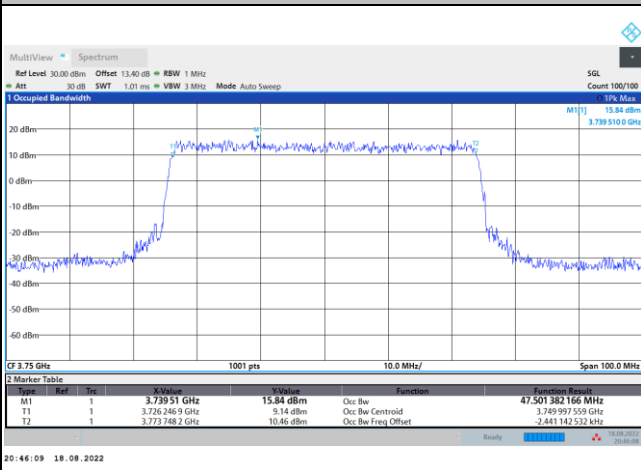 MultiView Spectrum
Ref Level 30.00 dBm Offset 13.40 dB RBW 1 MHz SGL
Att 30 dB SWT 1.01 ms VBW 3 MHz Mode Auto Sweep Count 100/100
1 Occupied Bandwidth 1Pk Max
M1[1] 15.84 dBm
3.739 510 0 GHz
20 dBm
M1
T1 T2
10 dBm
0 dBm
-10 dBm
-20 dBm
-30 dBm
-40 dBm
-50 dBm
-60 dBm
CF 3.75 GHz 1001 pts 10.0 MHz/ Span 100.0 MHz
2 Marker Table
Type Ref Trc X-Value Y-Value Function Function Result
M1 1 3.739 51 GHz 15.84 dBm Occ Bw 47.501 382 166 MHz
T1 1 3.726 246 9 GHz 9.14 dBm Occ Bw Centroid 3.749 997 559 GHz
T2 1 3.773 748 2 GHz 10.46 dBm Occ Bw Freq Offset -2.441 142 532 kHz
Ready 18.08.2022
20:46:08
20:46:09 18.08.2022